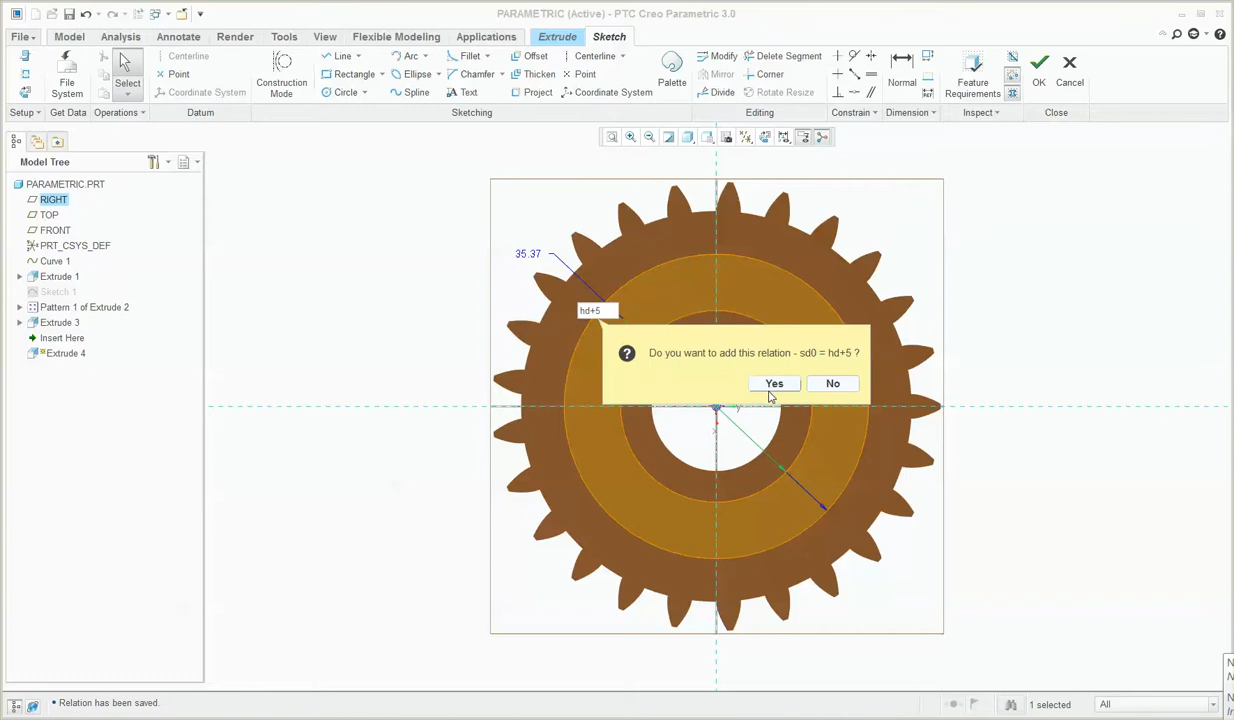 PARAMETRIC (Active) - PTC Creo Parametric 3.0
File Model Analysis Annotate Render Tools View Flexible Modeling Applications Extrude Sketch
Centerline Line Arc Fillet Offset Centerline Modify Delete Segment
Point Rectangle Ellipse Chamfer Thicken Point Mirror Corner
Coordinate System Circle Spline Text Project Coordinate System Divide Rotate Resize
File System Select Construction Mode Palette Normal Feature Requirements OK Cancel
Setup Get Data Operations Datum Sketching Editing Constrain Dimension Inspect Close
Model Tree
PARAMETRIC.PRT
RIGHT
TOP
FRONT
PRT_CSYS_DEF
Curve 1
Extrude 1
Sketch 1
Pattern 1 of Extrude 2
Extrude 3
Insert Here
Extrude 4
35.37
hd+5
Do you want to add this relation - sd0 = hd+5 ?
Yes No
y
x
• Relation has been saved.
1 selected
All